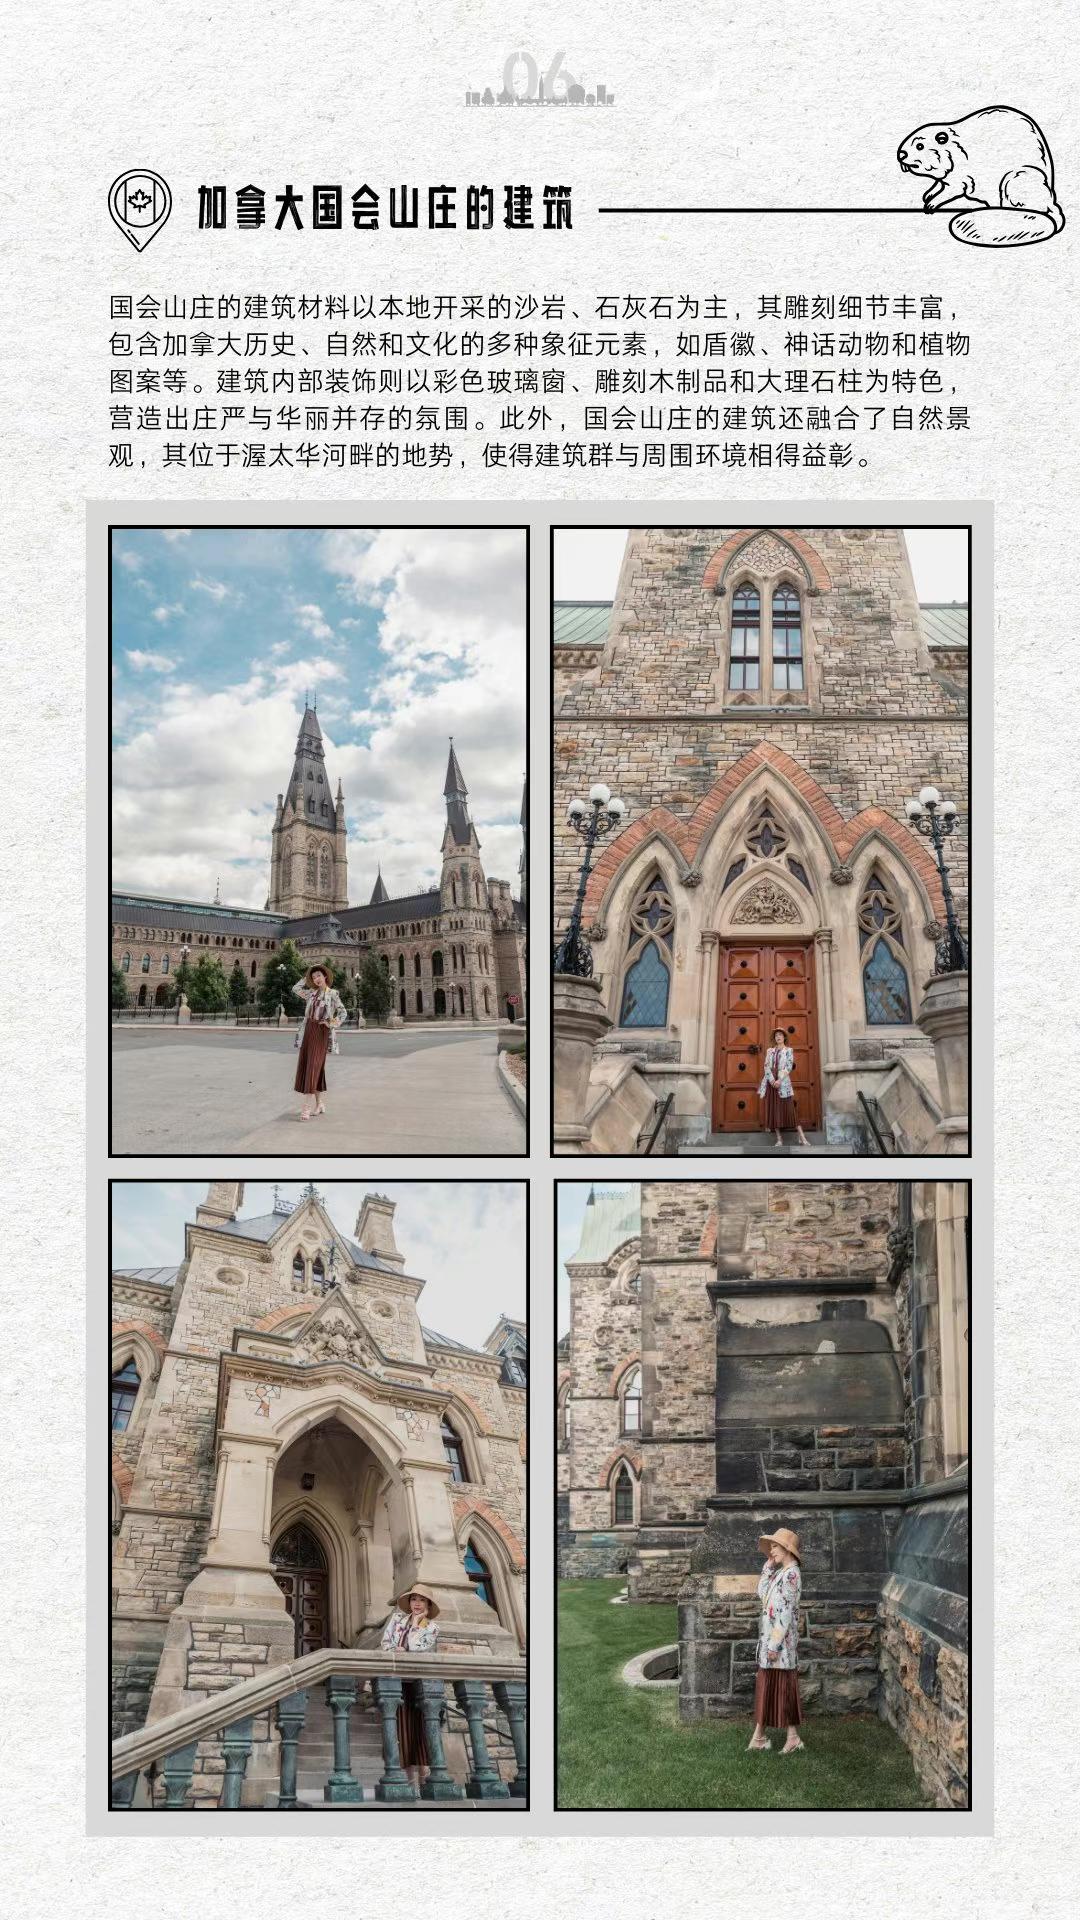 06
加拿大国会山庄的建筑
国会山庄的建筑材料以本地开采的沙岩、石灰石为主，其雕刻细节丰富，
包含加拿大历史、自然和文化的多种象征元素，如盾徽、神话动物和植物
图案等。建筑内部装饰则以彩色玻璃窗、雕刻木制品和大理石柱为特色，
营造出庄严与华丽并存的氛围。此外，国会山庄的建筑还融合了自然景
观，其位于渥太华河畔的地势，使得建筑群与周围环境相得益彰。